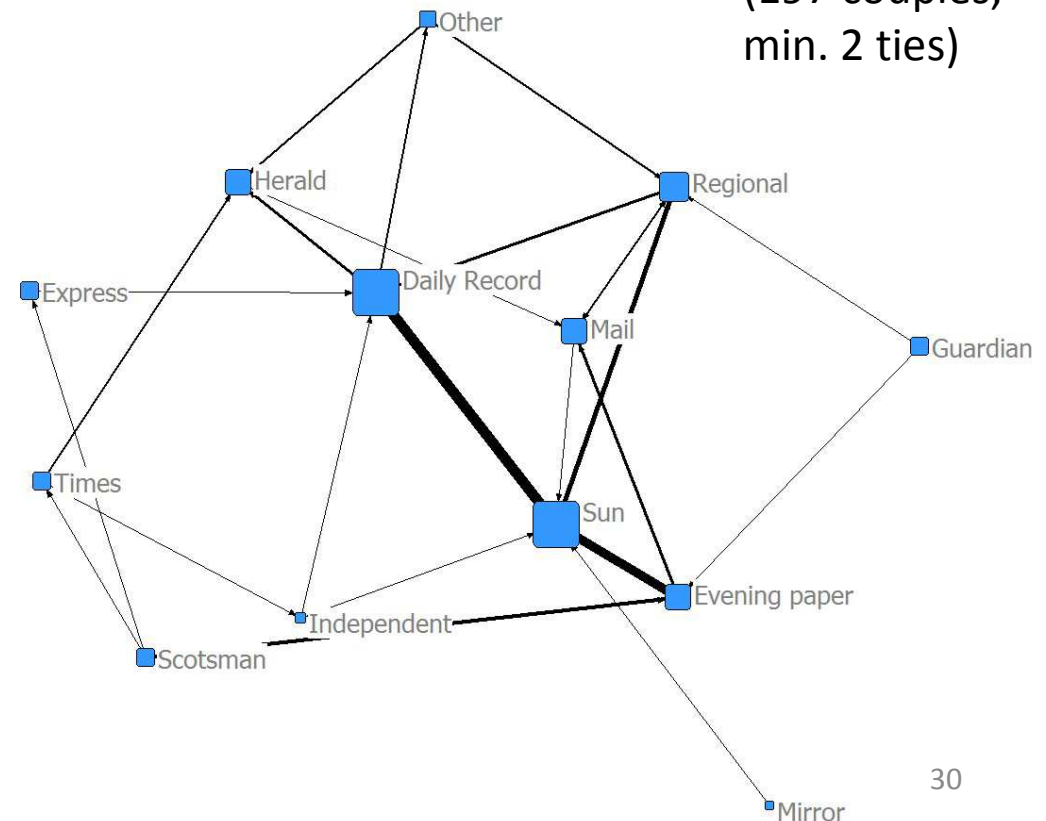 min. 2 ties)
Other
Herald
Regional
Daily Record
Express
Mail
Guardian
Times
Sun
Evening paper
Independent
Scotsman
30
Mirror